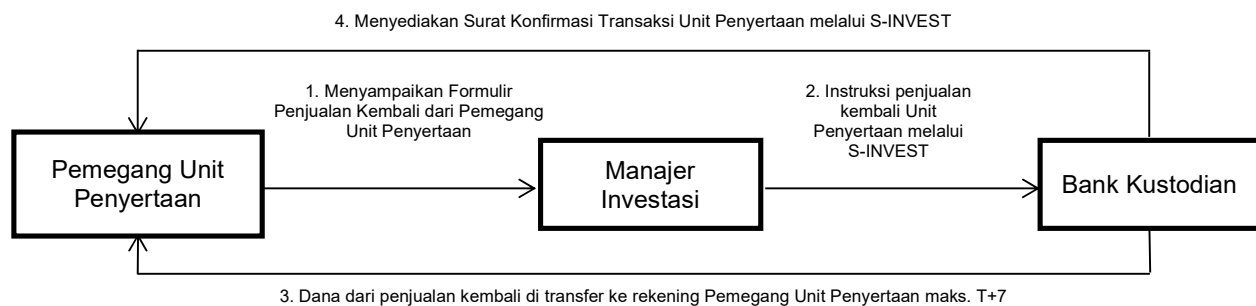 4. Menyediakan Surat Konfirmasi Transaksi Unit Penyertaan melalui S-INVEST
1. Menyampaikan Formulir
Penjualan Kembali dari Pemegang
Unit Penyertaan
2. Instruksi penjualan
kembali Unit
Penyertaan melalui
S-INVEST
Pemegang Unit
Penyertaan
Manajer
Investasi
Bank Kustodian
3. Dana dari penjualan kembali di transfer ke rekening Pemegang Unit Penyertaan maks. T+7